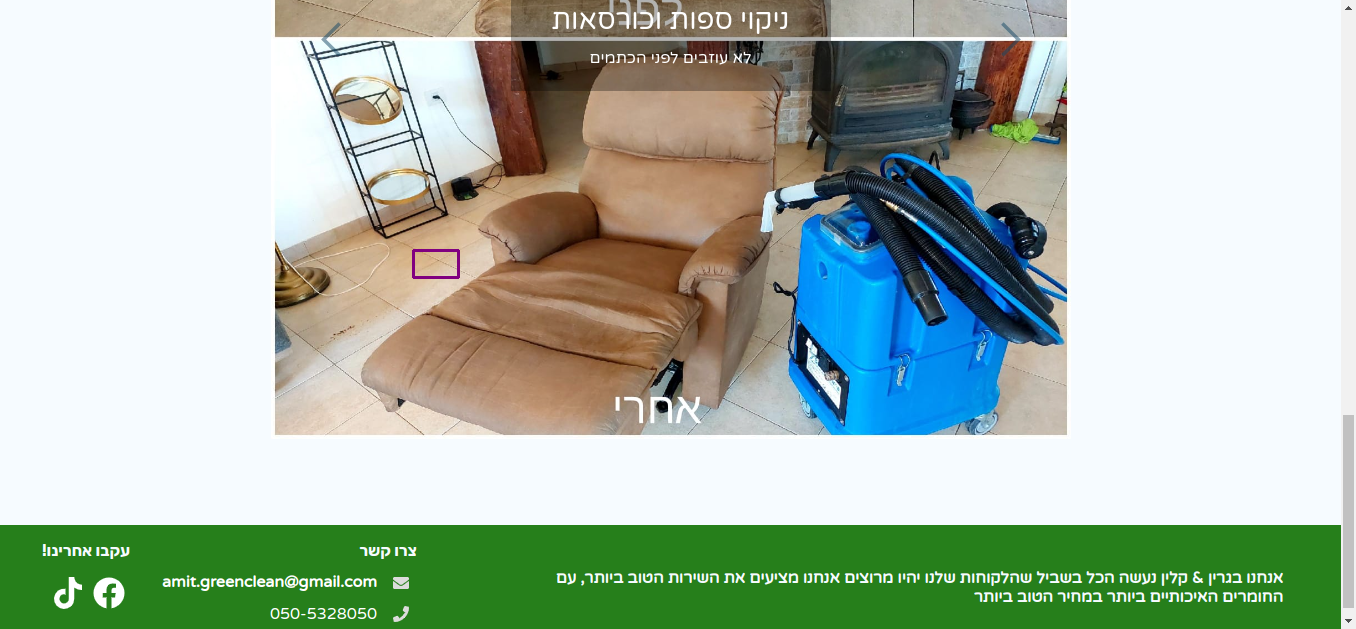 לפני
ניקוי ספות וכורסאות
לא עוזבים לפני הכתמים
אחרי
אנחנו בגרין & קלין נעשה הכל בשביל שהלקוחות שלנו יהיו מרוצים אנחנו מציעים את השירות הטוב ביותר, עם
החומרים האיכותיים ביותר במחיר הטוב ביותר
צרו קשר
amit.greenclean@gmail.com
050-5328050
עקבו אחרינו!